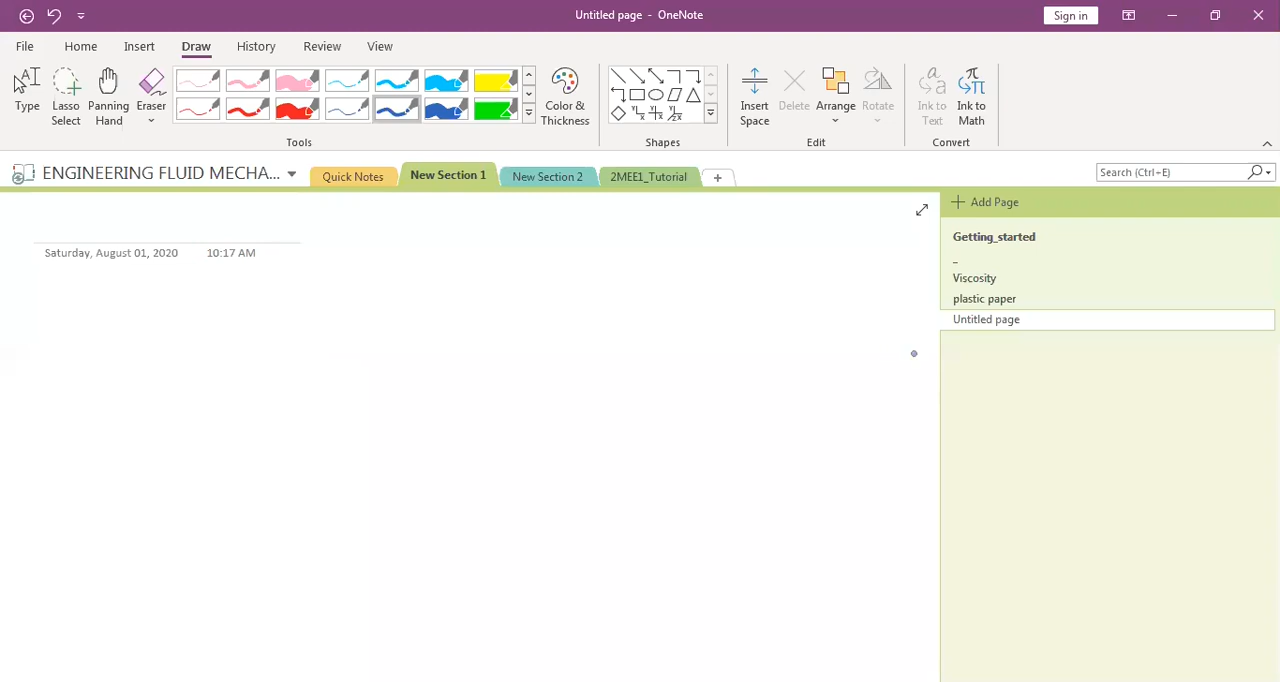 Untitled page - OneNote
Sign in
File Home Insert Draw History Review View
Type
Lasso Select
Panning Hand
Eraser
Color & Thickness
Insert Space
Delete
Arrange
Rotate
Ink to Text
Ink to Math
Tools Shapes Edit Convert
ENGINEERING FLUID MECHA...
Quick Notes New Section 1 New Section 2 2MEE1_Tutorial
Search (Ctrl+E)
Saturday, August 01, 2020 10:17 AM
Add Page
Getting_started
_
Viscosity
plastic paper
Untitled page